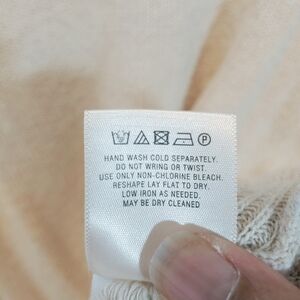 HAND WASH COLD SEPARATELY.
DO NOT WRING OR TWIST.
USE ONLY NON-CHLORINE BLEACH.
RESHAPE LAY FLAT TO DRY.
LOW IRON AS NEEDED.
MAY BE DRY CLEANED